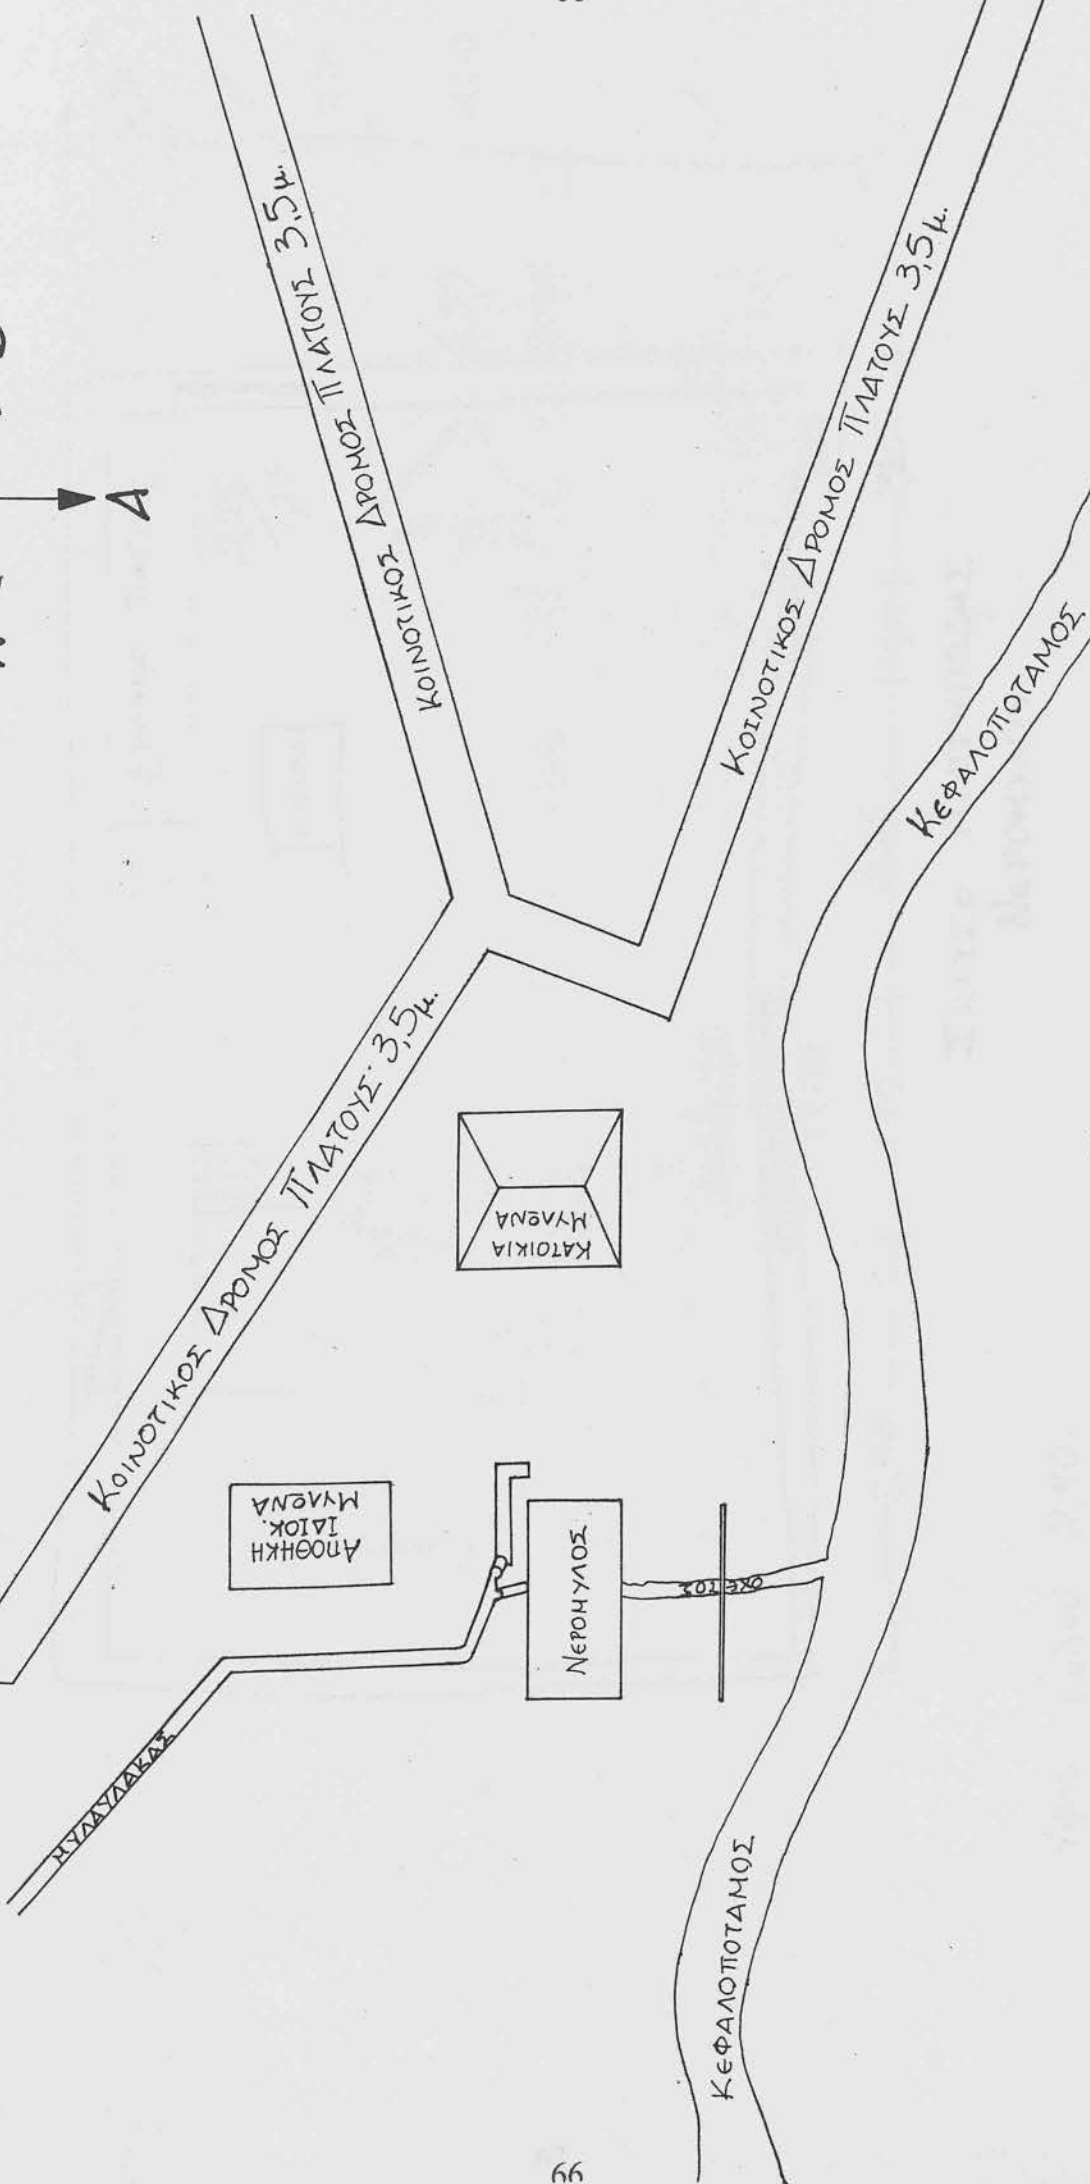 Δ
ΚΟΙΝΟΤΙΚΟΣ ΔΡΟΜΟΣ ΠΛΑΤΟΥΣ 3,5μ.
ΚΟΙΝΟΤΙΚΟΣ ΔΡΟΜΟΣ ΠΛΑΤΟΥΣ 3,5μ.
ΚΕΦΑΛΟΠΟΤΑΜΟΣ
ΚΟΙΝΟΤΙΚΟΣ ΔΡΟΜΟΣ ΠΛΑΤΟΥΣ 3,5μ.
ΚΑΤΟΙΚΙΑ
ΜΥΛΩΝΑ
ΑΠΟΘΗΚΗ
ΙΔΙΟΚ.
ΜΥΛΩΝΑ
ΝΕΡΟΜΥΛΟΣ
ΟΧΕΤΟΣ
ΜΥΛΑΥΛΑΚΑΣ
ΚΕΦΑΛΟΠΟΤΑΜΟΣ
66